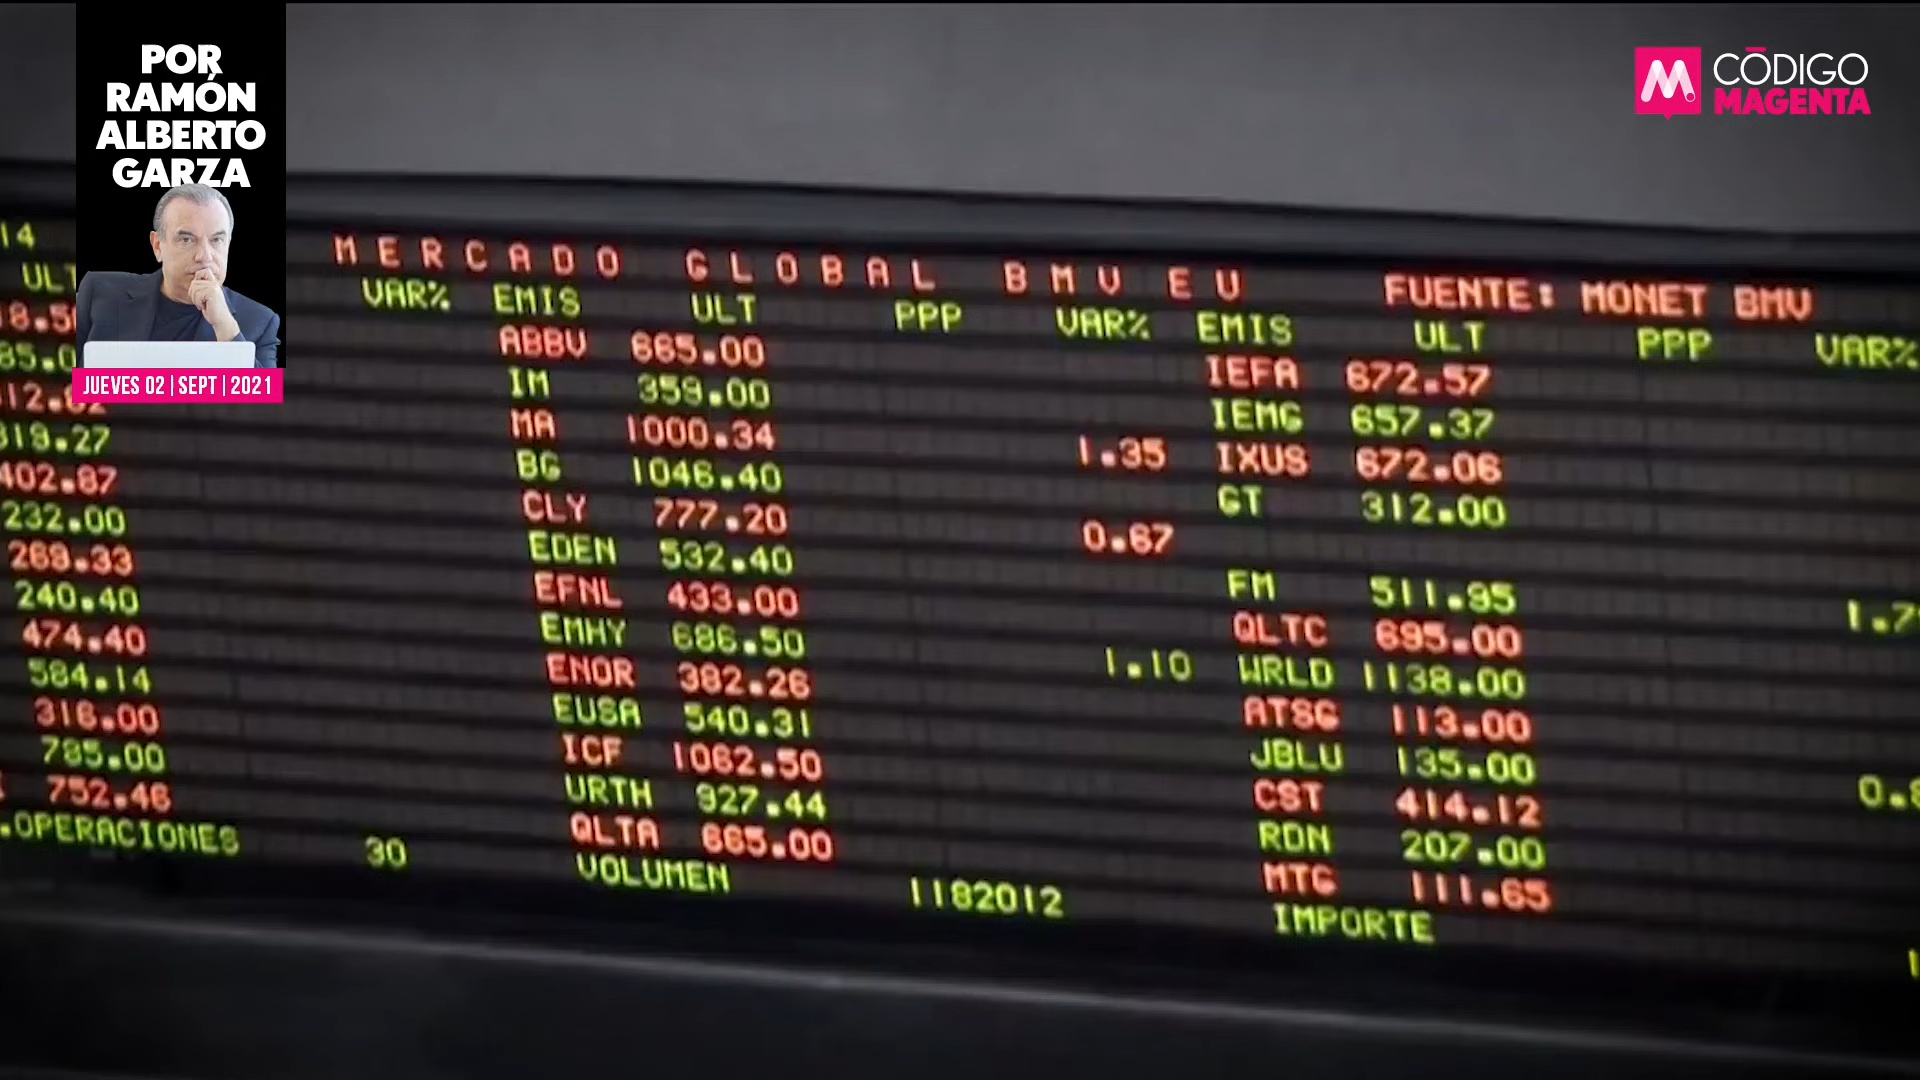 POR
RAMÓN
ALBERTO
GARZA
JUEVES 02 | SEPT | 2021
CÓDIGO
MAGENTA
MERCADO GLOBAL BMV EU FUENTE: MONET BMV
VAR% EMIS ULT PPP VAR% EMIS ULT PPP VAR%
ABBV 665.00 IEFA 672.57
IM 359.00 IEMG 657.37
MA 1000.34 1.35 IXUS 672.06
319.27 BG 1046.40 GT 312.00
402.87 CLY 777.20 0.67
232.00 EDEN 532.40 FM 511.95
269.33 EFNL 433.00 QLTC 695.00
240.40 EMHY 686.50 1.10 WRLD 1138.00
474.40 ENOR 382.26 ATSG 113.00
584.14 EUSA 540.31 JBLU 135.00
316.00 ICF 1062.50 CST 414.12
785.00 URTH 927.44 RDN 207.00
752.46 QLTA 665.00 MTG 111.65
.OPERACIONES 30 VOLUMEN 1182012 IMPORTE